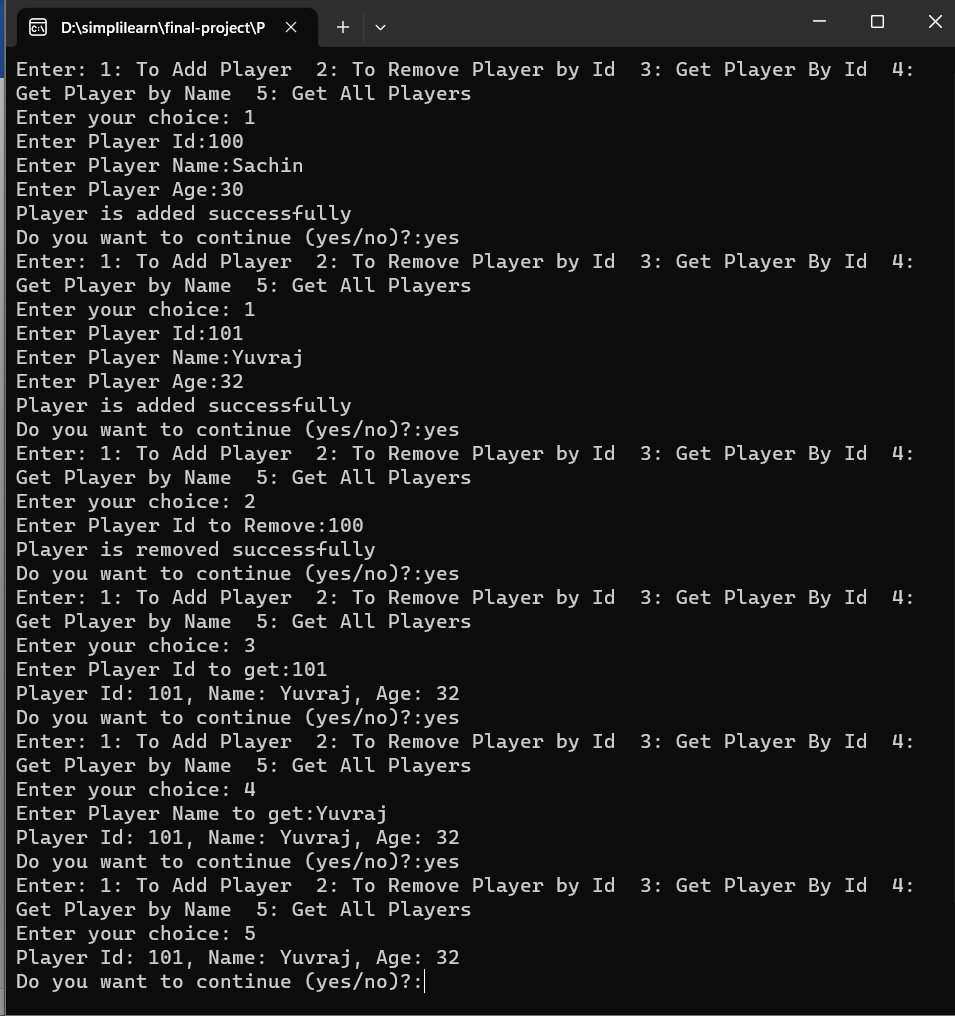 D:\simplilearn\final-project\P
Enter: 1: To Add Player  2: To Remove Player by Id  3: Get Player By Id  4:
Get Player by Name  5: Get All Players
Enter your choice: 1
Enter Player Id:100
Enter Player Name:Sachin
Enter Player Age:30
Player is added successfully
Do you want to continue (yes/no)?:yes
Enter: 1: To Add Player  2: To Remove Player by Id  3: Get Player By Id  4:
Get Player by Name  5: Get All Players
Enter your choice: 1
Enter Player Id:101
Enter Player Name:Yuvraj
Enter Player Age:32
Player is added successfully
Do you want to continue (yes/no)?:yes
Enter: 1: To Add Player  2: To Remove Player by Id  3: Get Player By Id  4:
Get Player by Name  5: Get All Players
Enter your choice: 2
Enter Player Id to Remove:100
Player is removed successfully
Do you want to continue (yes/no)?:yes
Enter: 1: To Add Player  2: To Remove Player by Id  3: Get Player By Id  4:
Get Player by Name  5: Get All Players
Enter your choice: 3
Enter Player Id to get:101
Player Id: 101, Name: Yuvraj, Age: 32
Do you want to continue (yes/no)?:yes
Enter: 1: To Add Player  2: To Remove Player by Id  3: Get Player By Id  4:
Get Player by Name  5: Get All Players
Enter your choice: 4
Enter Player Name to get:Yuvraj
Player Id: 101, Name: Yuvraj, Age: 32
Do you want to continue (yes/no)?:yes
Enter: 1: To Add Player  2: To Remove Player by Id  3: Get Player By Id  4:
Get Player by Name  5: Get All Players
Enter your choice: 5
Player Id: 101, Name: Yuvraj, Age: 32
Do you want to continue (yes/no)?: